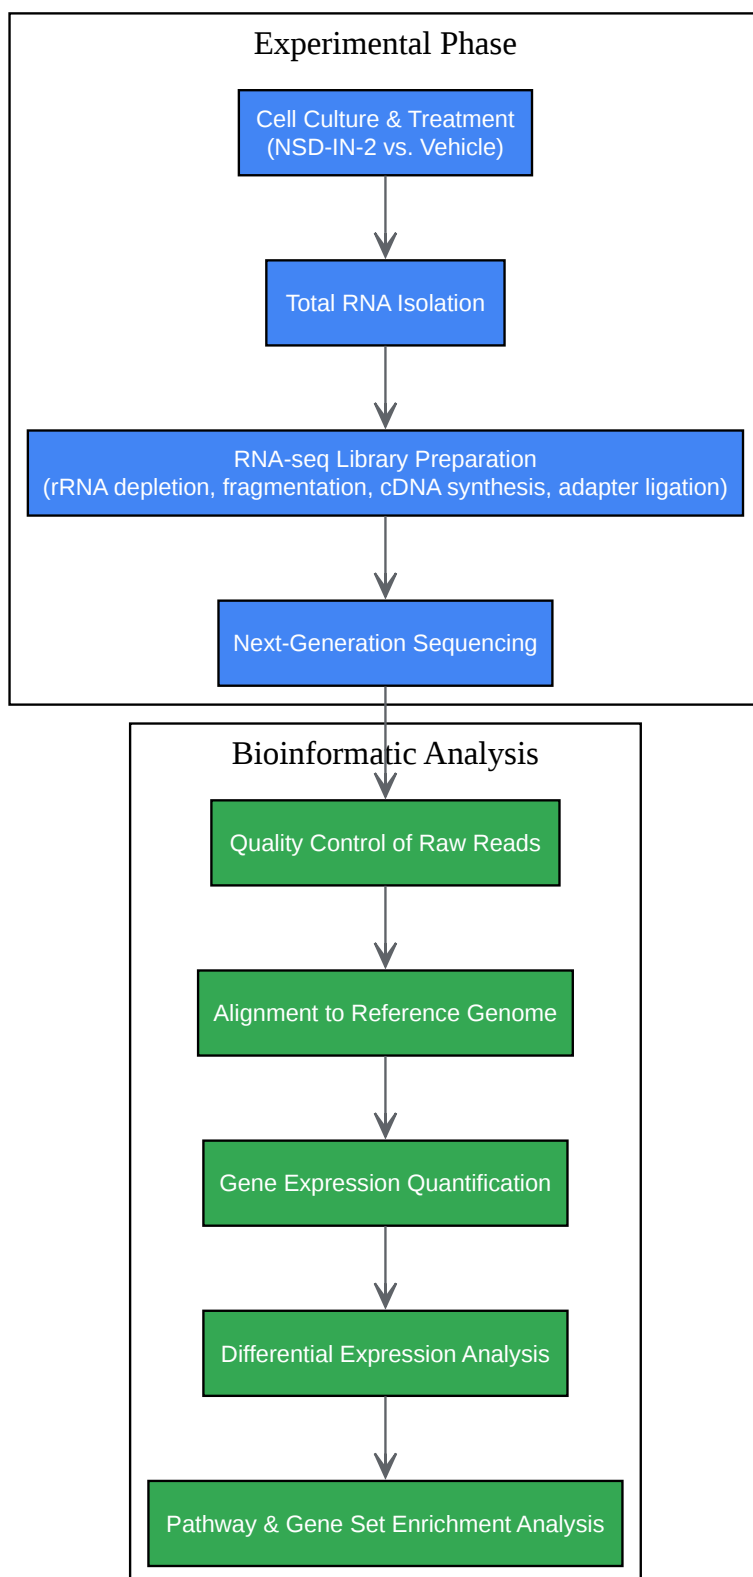 Experimental Phase
Cell Culture & Treatment
(NSD-IN-2 vs. Vehicle)
Total RNA Isolation
RNA-seq Library Preparation
(rRNA depletion, fragmentation, cDNA synthesis, adapter ligation)
Next-Generation Sequencing
Bioinformatic Analysis
Quality Control of Raw Reads
Alignment to Reference Genome
Gene Expression Quantification
Differential Expression Analysis
Pathway & Gene Set Enrichment Analysis